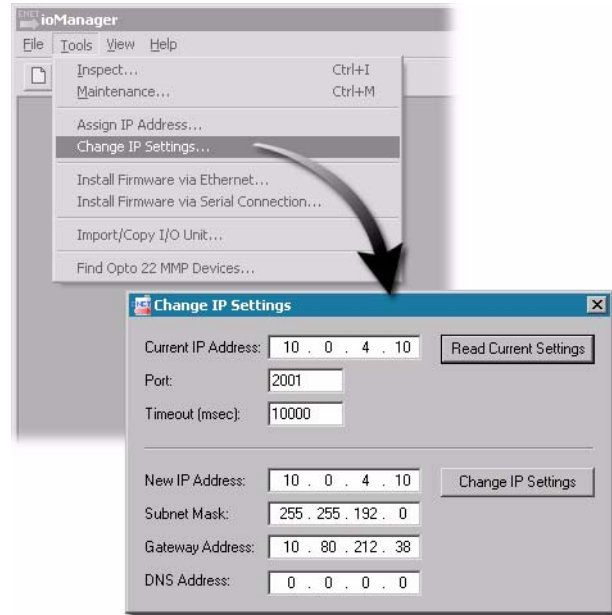 ENET ioManager
File Tools View Help
Inspect... Ctrl+I
Maintenance... Ctrl+M
Assign IP Address...
Change IP Settings...
Install Firmware via Ethernet...
Install Firmware via Serial Connection...
Import/Copy I/O Unit...
Find Opto 22 MMP Devices...
Change IP Settings
Current IP Address: 10 . 0 . 4 . 10 Read Current Settings
Port: 2001
Timeout (msec): 10000
New IP Address: 10 . 0 . 4 . 10 Change IP Settings
Subnet Mask: 255 . 255 . 192 . 0
Gateway Address: 10 . 80 . 212 . 38
DNS Address: 0 . 0 . 0 . 0